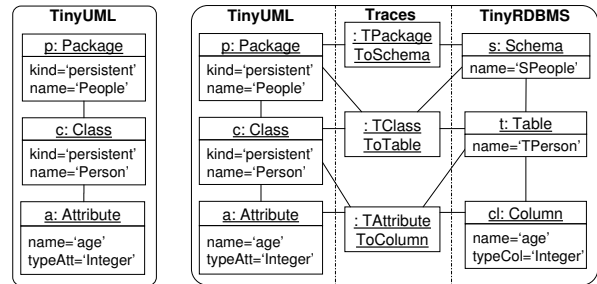 TinyUML
p: Package
kind=‘persistent’
name=‘People’
c: Class
kind=‘persistent’
name=‘Person’
a: Attribute
name=‘age’
typeAtt=‘Integer’
TinyUML
Traces
TinyRDBMS
p: Package
kind=‘persistent’
name=‘People’
: TPackage
ToSchema
s: Schema
name=‘SPeople’
c: Class
kind=‘persistent’
name=‘Person’
: TClass
ToTable
t: Table
name=‘TPerson’
a: Attribute
name=‘age’
typeAtt=‘Integer’
: TAttribute
ToColumn
cl: Column
name=‘age’
typeCol=‘Integer’